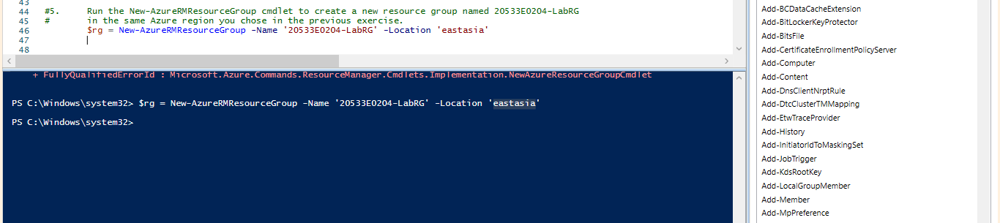 43
44 #5. Run the New-AzureRMResourceGroup cmdlet to create a new resource group named 20533E0204-LabRG
45 # in the same Azure region you chose in the previous exercise.
46 $rg = New-AzureRMResourceGroup -Name '20533E0204-LabRG' -Location 'eastasia'
47
48
+ FullyQualifiedErrorId : Microsoft.Azure.Commands.ResourceManager.Cmdlets.Implementation.NewAzureResourceGroupCmdlet
PS C:\Windows\system32> $rg = New-AzureRMResourceGroup -Name '20533E0204-LabRG' -Location 'eastasia'
PS C:\Windows\system32>
Add-BCDataCacheExtension
Add-BitLockerKeyProtector
Add-BitsFile
Add-CertificateEnrollmentPolicyServer
Add-Computer
Add-Content
Add-DnsClientNrptRule
Add-DtcClusterTMMapping
Add-EtwTraceProvider
Add-History
Add-InitiatorIdToMaskingSet
Add-JobTrigger
Add-KdsRootKey
Add-LocalGroupMember
Add-Member
Add-MpPreference